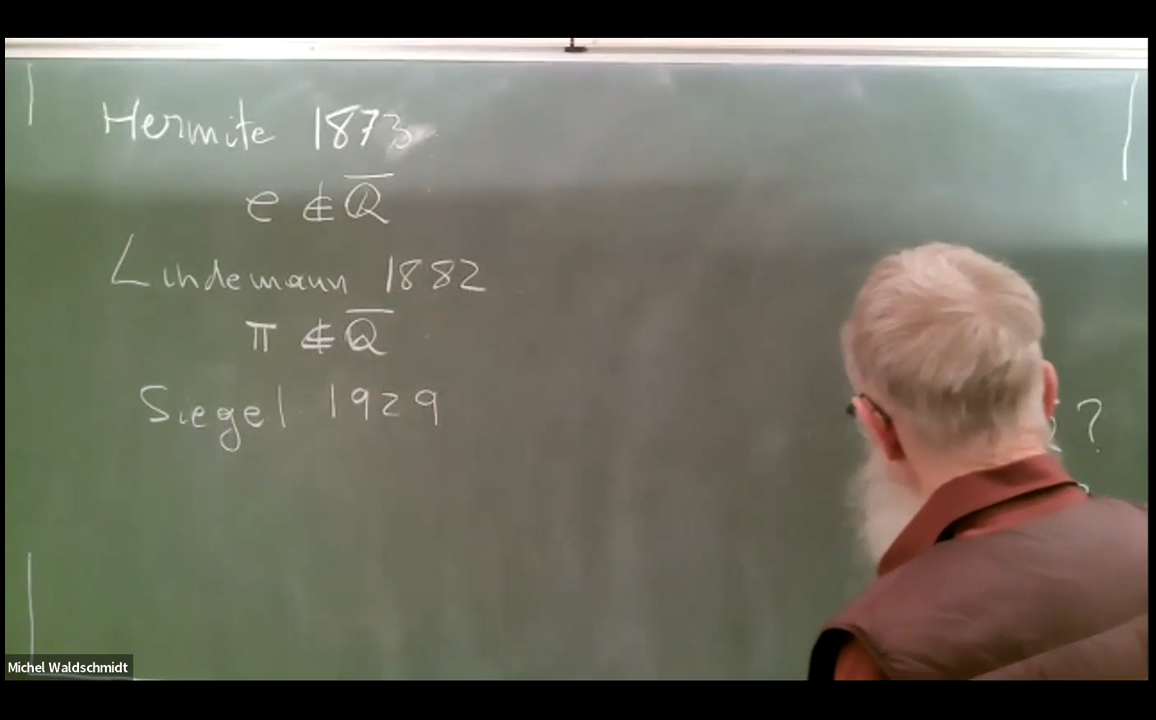 Hermite 1873
e ∉ Q̅
Lindemann 1882
π ∉ Q̅
Siegel 1929
?
Michel Waldschmidt